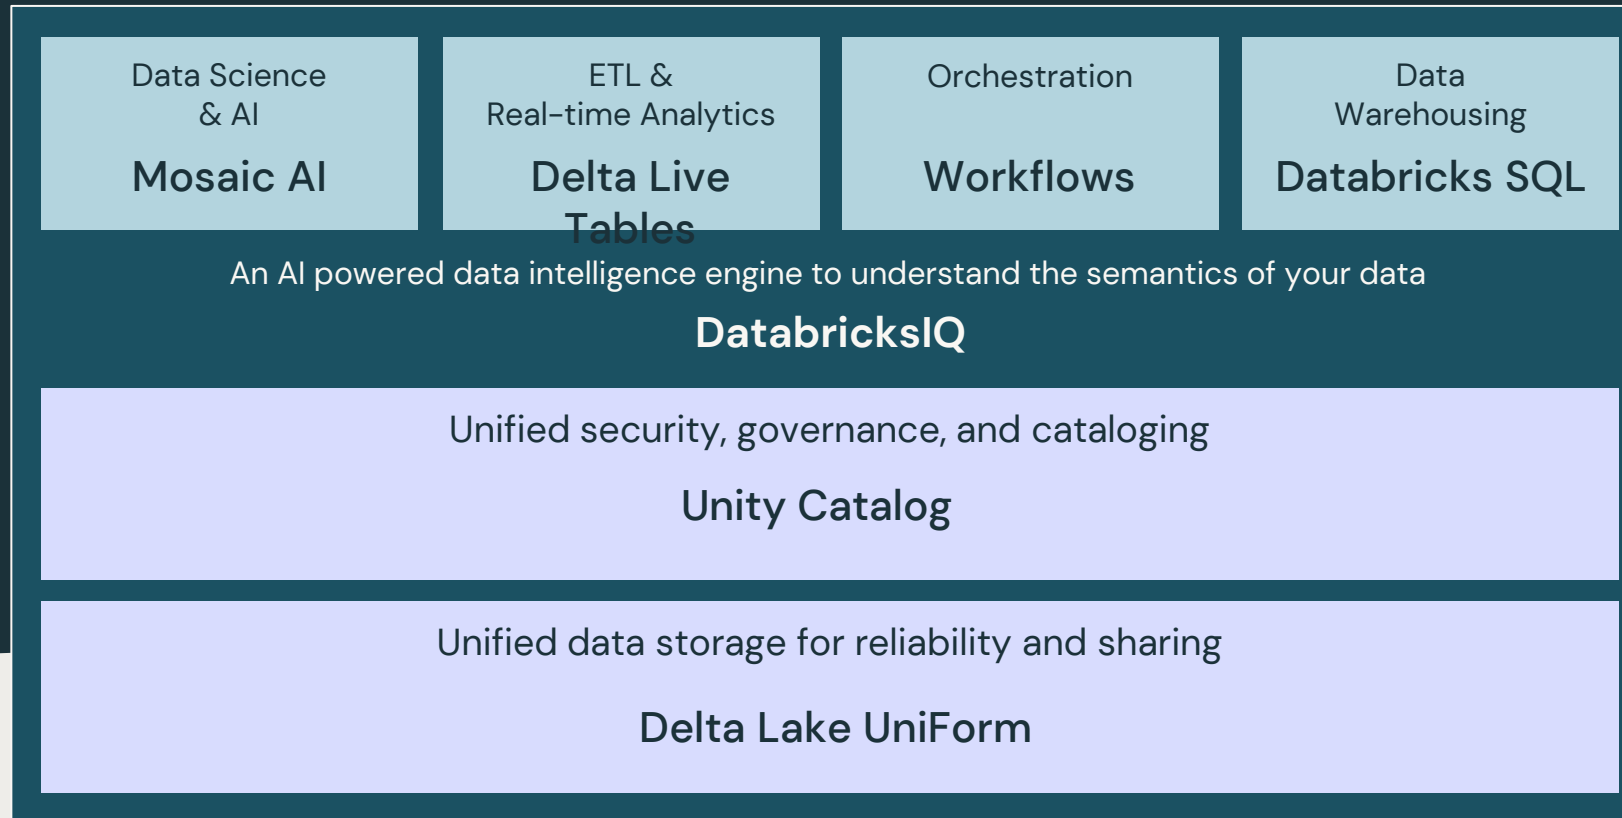 Data Science
& AI
Mosaic AI
ETL &
Real-time Analytics
Delta Live
Tables
Orchestration
Workflows
Data
Warehousing
Databricks SQL
An AI powered data intelligence engine to understand the semantics of your data
DatabricksIQ
Unified security, governance, and cataloging
Unity Catalog
Unified data storage for reliability and sharing
Delta Lake UniForm